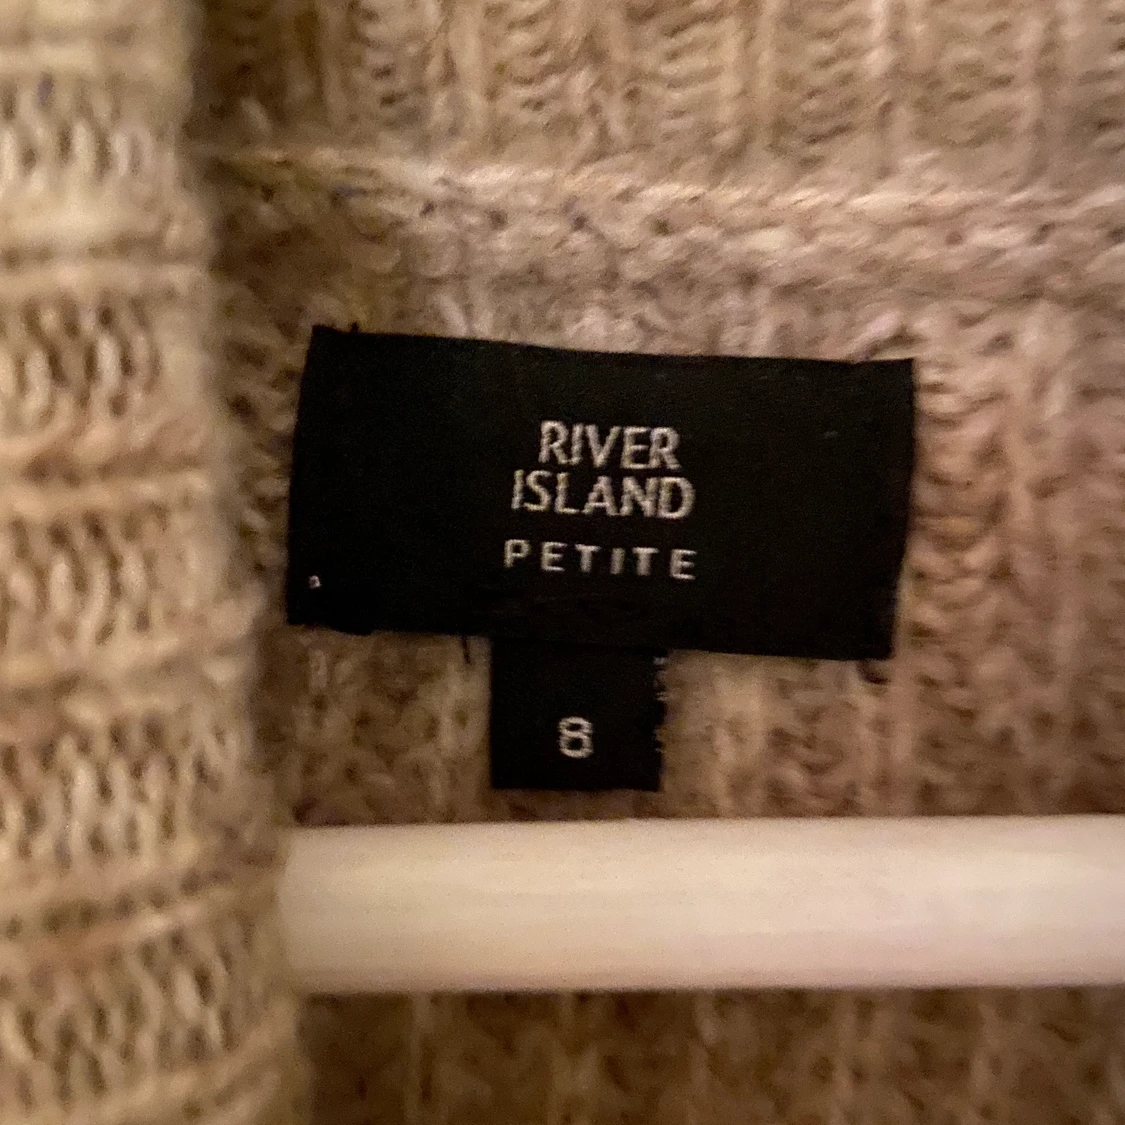 RIVER
ISLAND
PETITE
8